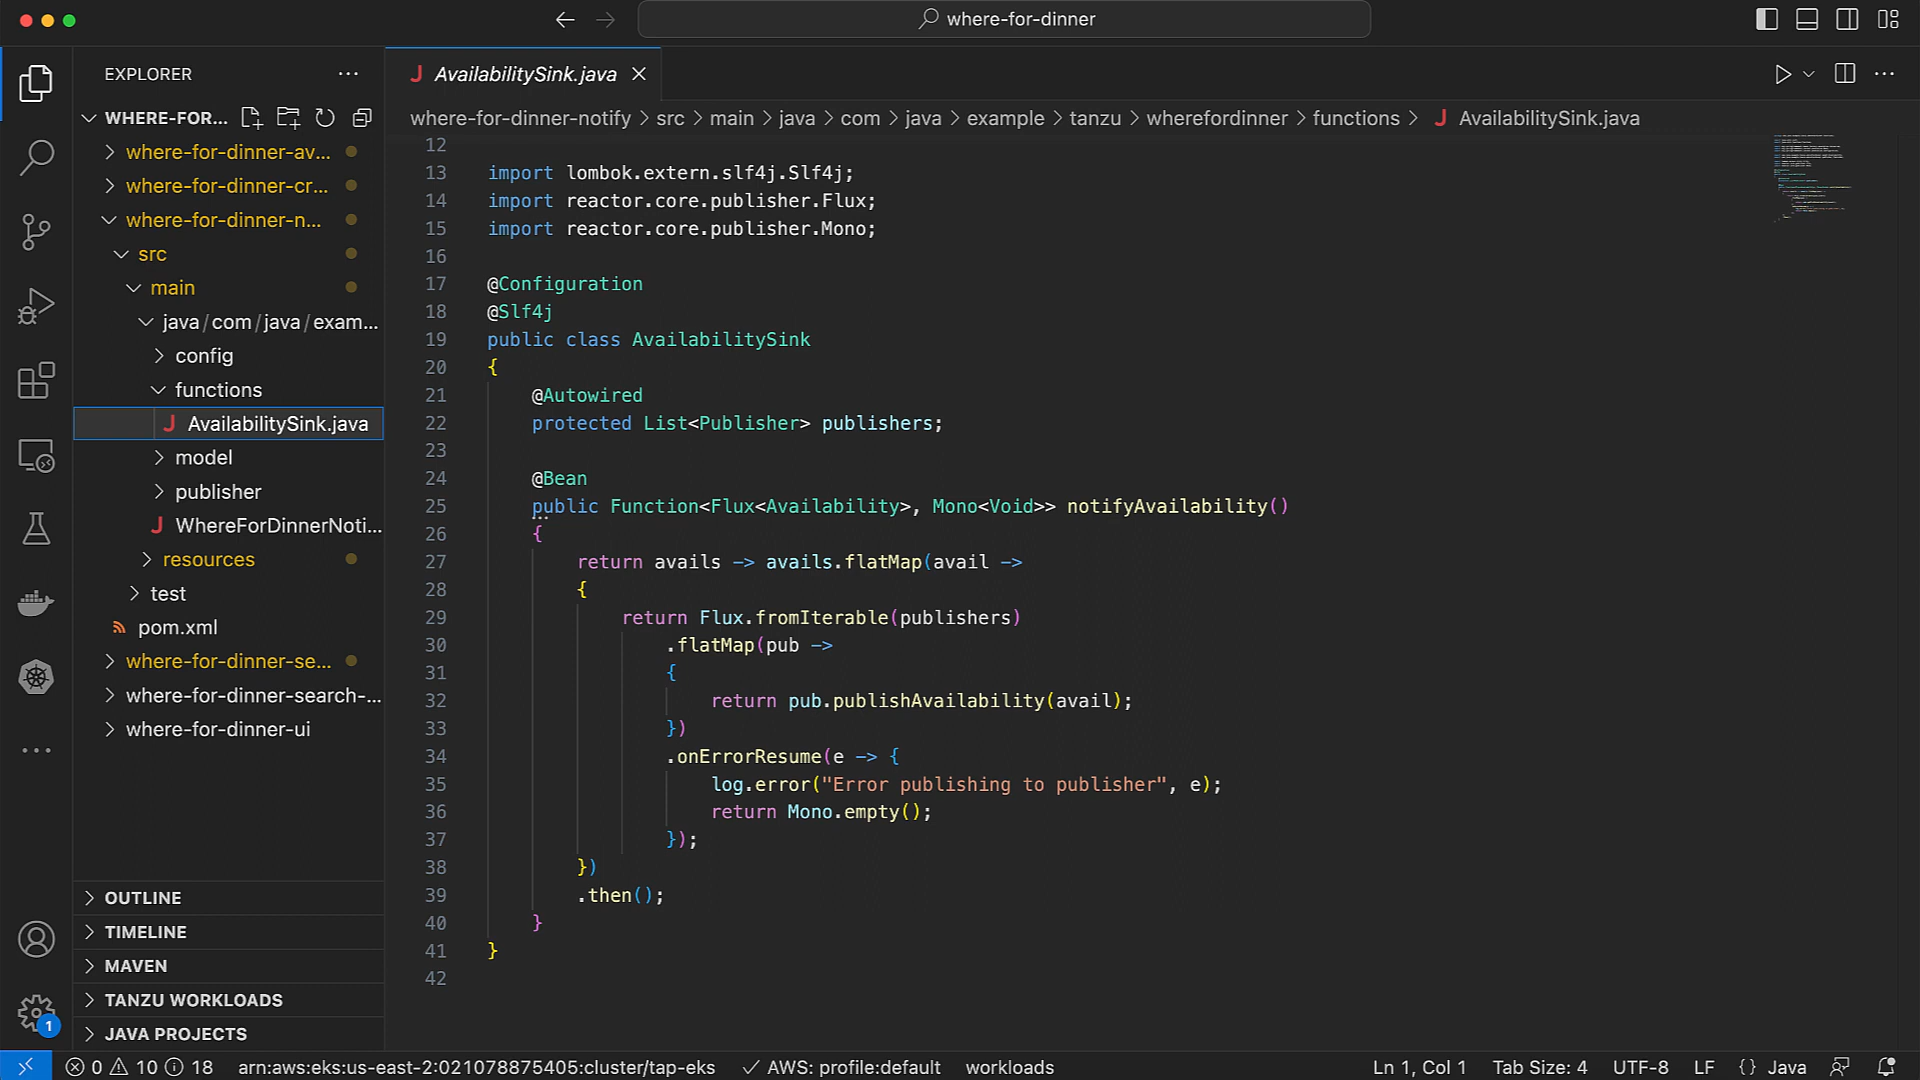 where-for-dinner
EXPLORER
WHERE-FOR...
where-for-dinner-av...
where-for-dinner-cr...
where-for-dinner-n...
src
main
java/com/java/exam...
config
functions
J AvailabilitySink.java
model
publisher
J WhereForDinnerNoti...
resources
test
pom.xml
where-for-dinner-se...
where-for-dinner-search-...
where-for-dinner-ui
OUTLINE
TIMELINE
MAVEN
TANZU WORKLOADS
JAVA PROJECTS
1
J AvailabilitySink.java
where-for-dinner-notify > src > main > java > com > java > example > tanzu > wherefordinner > functions > J AvailabilitySink.java
12
13 import lombok.extern.slf4j.Slf4j;
14 import reactor.core.publisher.Flux;
15 import reactor.core.publisher.Mono;
16
17 @Configuration
18 @Slf4j
19 public class AvailabilitySink
20 {
21 @Autowired
22 protected List<Publisher> publishers;
23
24 @Bean
25 public Function<Flux<Availability>, Mono<Void>> notifyAvailability()
26 {
27 return avails -> avails.flatMap(avail ->
28 {
29 return Flux.fromIterable(publishers)
30 .flatMap(pub ->
31 {
32 return pub.publishAvailability(avail);
33 })
34 .onErrorResume(e -> {
35 log.error("Error publishing to publisher", e);
36 return Mono.empty();
37 });
38 })
39 .then();
40 }
41 }
42
0 10 18 arn:aws:eks:us-east-2:021078875405:cluster/tap-eks AWS: profile:default workloads Ln 1, Col 1 Tab Size: 4 UTF-8 LF {} Java